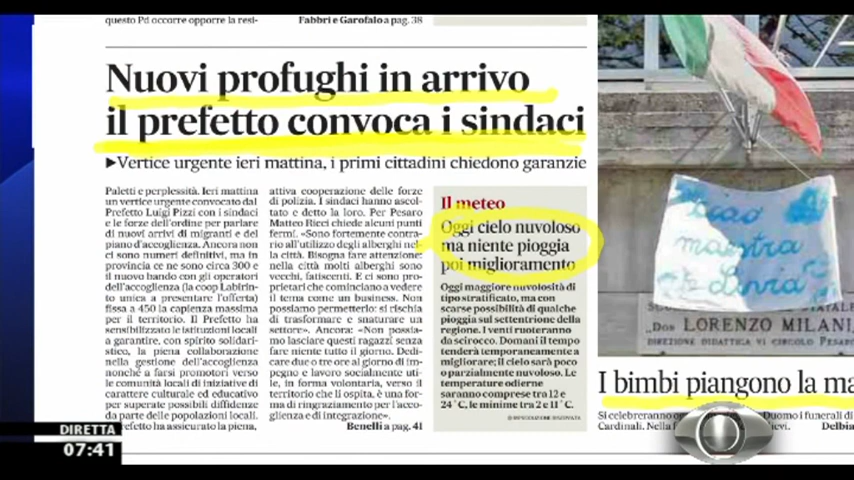 questo Pd occorre opporre la resi-
Fabbri e Garofalo a pag. 38
Nuovi profughi in arrivo
il prefetto convoca i sindaci
▶Vertice urgente ieri mattina, i primi cittadini chiedono garanzie
Paletti e perplessità. Ieri mattina
un vertice urgente convocato dal
Prefetto Luigi Pizzi con i sindaci
e le forze dell'ordine per parlare
di nuovi arrivi di migranti e del
piano d'accoglienza. Ancora non
ci sono numeri definitivi, ma in
provincia ce ne sono circa 300 e
il nuovo bando con gli operatori
dell'accoglienza (la coop Labirin-
to unica a presentare l'offerta)
fissa a 450 la capienza massima
per il territorio. Il Prefetto ha
sensibilizzato le istituzioni locali
a garantire, con spirito solidari-
stico, la piena collaborazione
nella gestione dell'accoglienza
nonché a farsi promotori verso
le comunità locali di iniziative di
carattere culturale ed educativo
per superate possibili diffidenze
da parte delle popolazioni locali.
refetto ha assicurato la piena,
attiva cooperazione delle forze
di polizia. I sindaci hanno ascol-
tato e detto la loro. Per Pesaro
Matteo Ricci chiede alcuni punti
fermi. «Sono fortemente contra-
rio all'utilizzo degli alberghi nel-
la città. Bisogna fare attenzione:
nella città molti alberghi sono
vecchi, fatiscenti. E ci sono pro-
prietari che cominciano a vedere
il tema come un business. Non
possiamo permetterlo: si rischia
di trasformare e snaturare un
settore». Ancora: «Non possia-
mo lasciare questi ragazzi senza
fare niente tutto il giorno. Dedi-
care due o tre ore al giorno di im-
pegno e lavoro socialmente uti-
le, in forma volontaria, verso il
territorio che li ospita, è una for-
ma di ringraziamento per l'acco-
glienza e di integrazione».
Benelli a pag. 41
Il meteo
Oggi cielo nuvoloso
ma niente pioggia
poi miglioramento
Oggi maggiore nuvolosità di
tipo stratificato, ma con
scarse possibilità di qualche
pioggia sul settentrione della
regione. I venti ruoteranno
da scirocco. Domani il tempo
tenderà temporaneamente a
migliorare; il cielo sarà poco
o parzialmente nuvoloso. Le
temperature odierne
saranno comprese tra 12 e
24°C, le minime tra 2 e 11°C.
© RIPRODUZIONE RISERVATA
Ciao
maestra
Livia
STATALE
"DON LORENZO MILANI
DIREZIONE DIDATTICA VI CIRCOLO PESARO
I bimbi piangono la ma
Si celebreranno
Duomo i funerali di
Cardinali. Nella
Delbia
DIRETTA
07:41